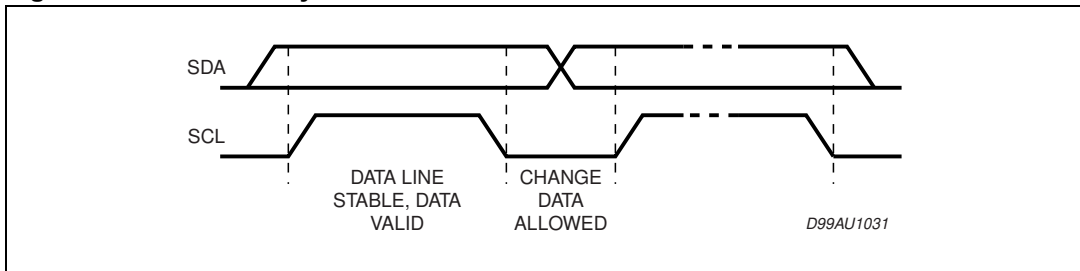 SDA
SCL
DATA LINE
STABLE, DATA
VALID
CHANGE
DATA
ALLOWED
D99AU1031